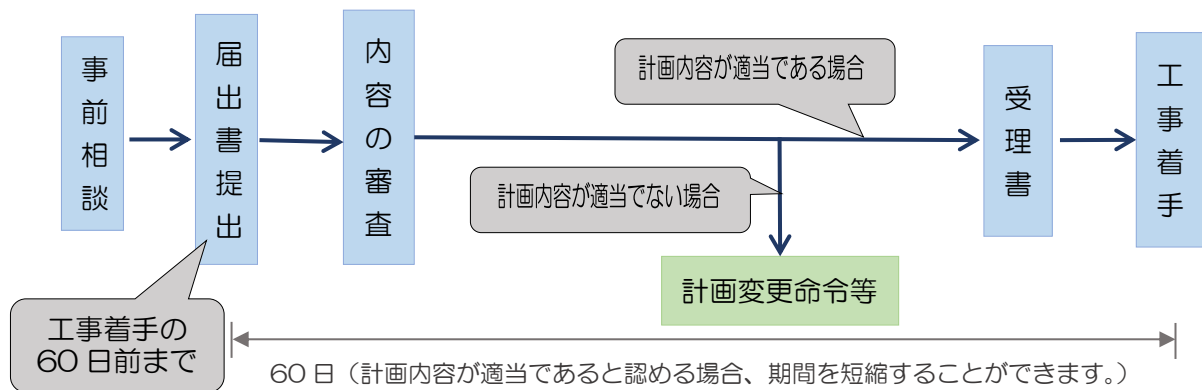 事前相談
届出書提出
内容の審査
計画内容が適当である場合
計画内容が適当でない場合
受理書
工事着手
計画変更命令等
工事着手の
60日前まで
60日（計画内容が適当であると認める場合、期間を短縮することができます。）